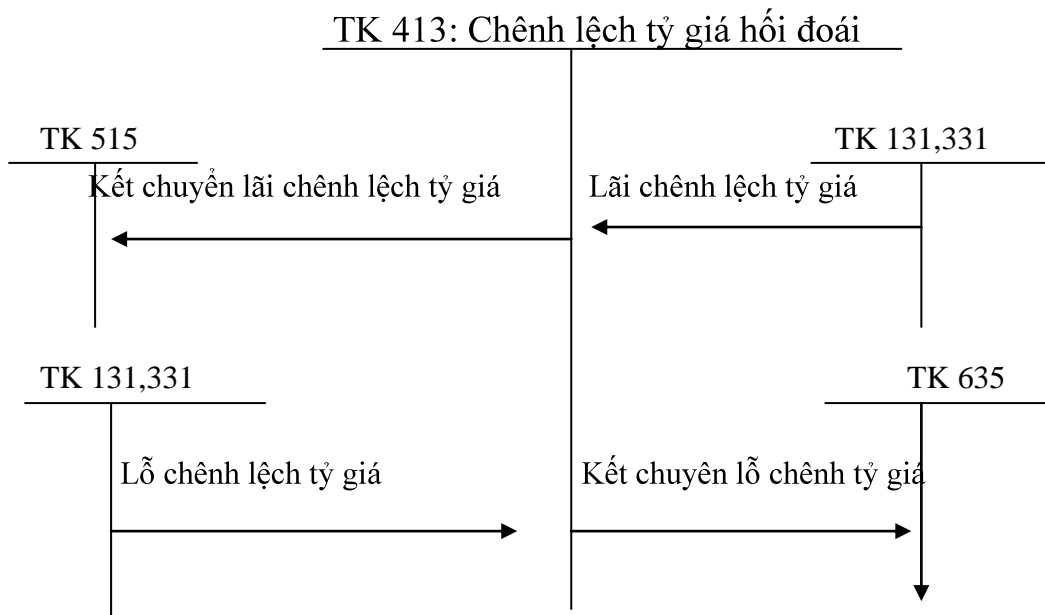 TK 413: Chênh lệch tỷ giá hối đoái
TK 515
TK 131,331
Kết chuyển lãi chênh lệch tỷ giá
Lãi chênh lệch tỷ giá
TK 131,331
TK 635
Lỗ chênh lệch tỷ giá
Kết chuyên lỗ chênh tỷ giá